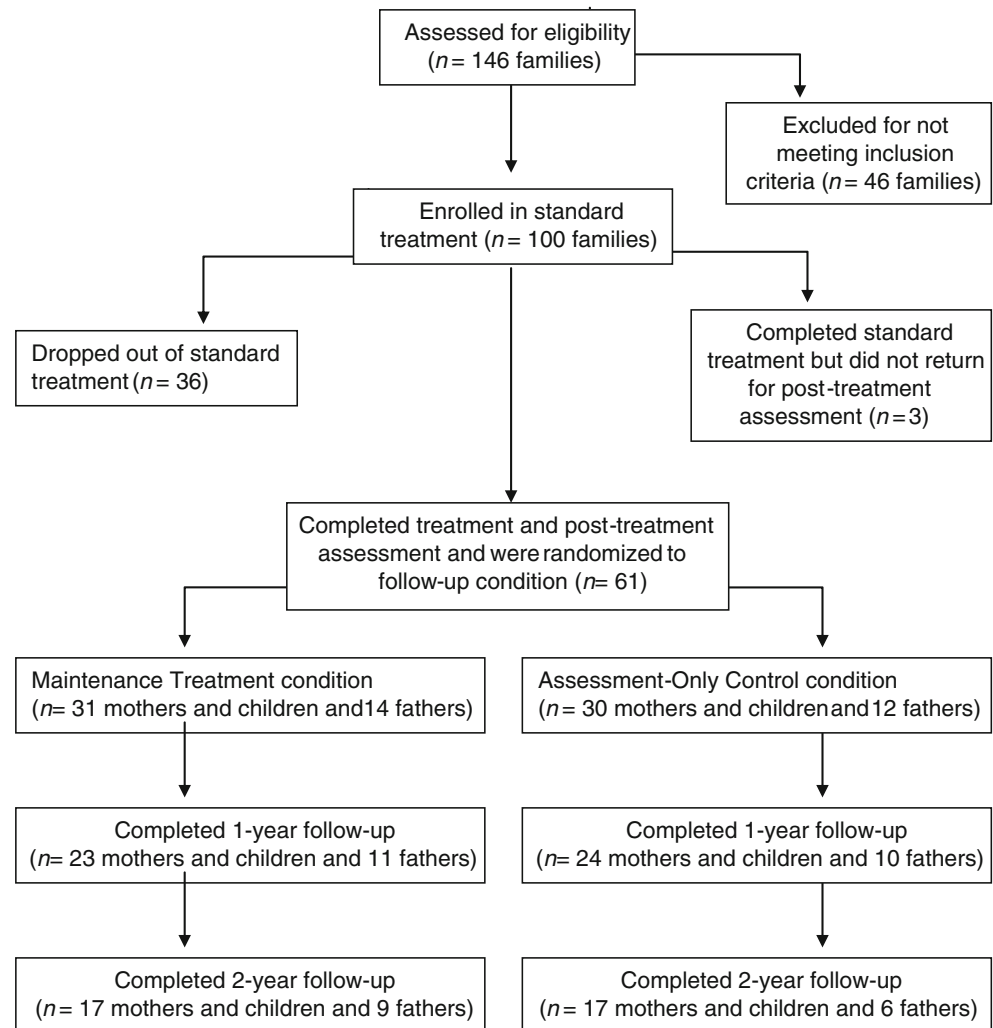 Assessed for eligibility
(n = 146 families)
Excluded for not
meeting inclusion
criteria (n = 46 families)
Enrolled in standard
treatment (n = 100 families)
Dropped out of standard
treatment (n = 36)
Completed standard
treatment but did not return
for post-treatment
assessment (n = 3)
Completed treatment and post-treatment
assessment and were randomized to
follow-up condition (n = 61)
Maintenance Treatment condition
(n = 31 mothers and children and 14 fathers)
Assessment-Only Control condition
(n = 30 mothers and children and 12 fathers)
Completed 1-year follow-up
(n = 23 mothers and children and 11 fathers)
Completed 1-year follow-up
(n = 24 mothers and children and 10 fathers)
Completed 2-year follow-up
(n = 17 mothers and children and 9 fathers)
Completed 2-year follow-up
(n = 17 mothers and children and 6 fathers)